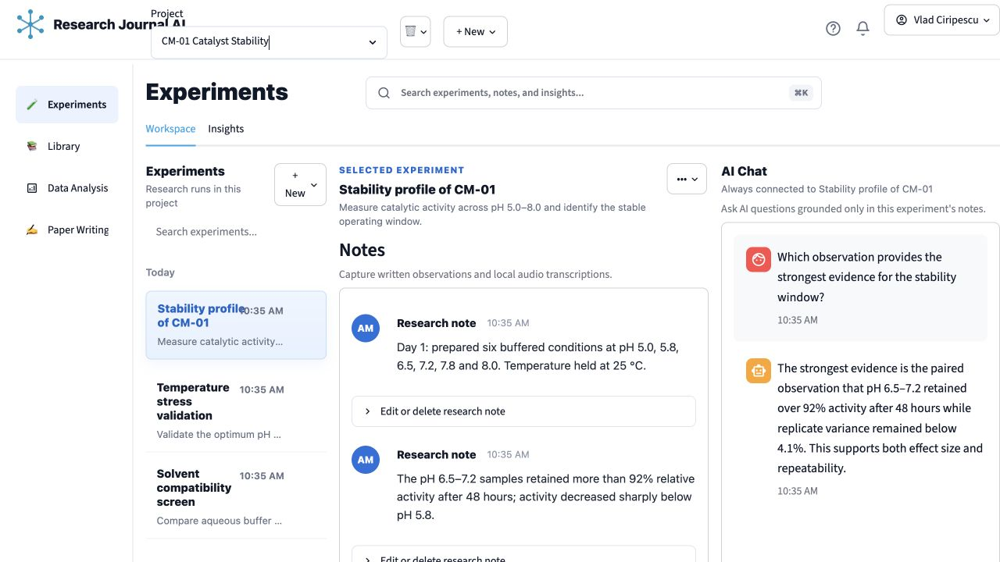 Project
Research Journal AI
CM-01 Catalyst Stability
+ New
Vlad Ciripescu
Experiments
Library
Data Analysis
Paper Writing
Experiments
Search experiments, notes, and insights...
⌘K
Workspace
Insights
Experiments
Research runs in this
project
+
New
Search experiments...
Today
Stability profile
of CM-01
10:35 AM
Measure catalytic activity...
Temperature
stress
validation
10:35 AM
Validate the optimum pH ...
Solvent
compatibility
screen
10:35 AM
Compare aqueous buffer ...
SELECTED EXPERIMENT
Stability profile of CM-01
Measure catalytic activity across pH 5.0–8.0 and identify the stable
operating window.
Notes
Capture written observations and local audio transcriptions.
AM
Research note 10:35 AM
Day 1: prepared six buffered conditions at pH 5.0, 5.8,
6.5, 7.2, 7.8 and 8.0. Temperature held at 25 °C.
Edit or delete research note
AM
Research note 10:35 AM
The pH 6.5–7.2 samples retained more than 92% relative
activity after 48 hours; activity decreased sharply below
pH 5.8.
Edit or delete research note
AI Chat
Always connected to Stability profile of CM-01
Ask AI questions grounded only in this experiment's notes.
Which observation provides the
strongest evidence for the stability
window?
10:35 AM
The strongest evidence is the paired
observation that pH 6.5–7.2 retained
over 92% activity after 48 hours while
replicate variance remained below
4.1%. This supports both effect size and
repeatability.
10:35 AM